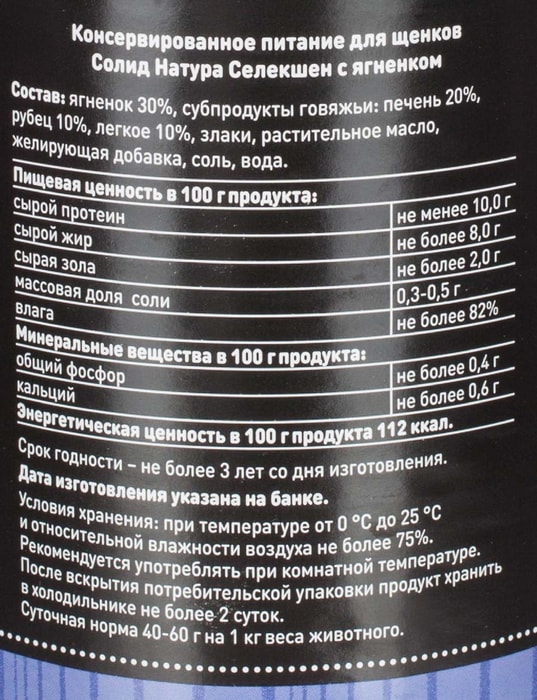 Консервированное питание для щенков
Солид Натура Селекшен с ягненком
Состав: ягненок 30%, субпродукты говяжьи: печень 20%,
рубец 10%, легкое 10%, злаки, растительное масло,
желирующая добавка, соль, вода.
Пищевая ценность в 100 г продукта:
сырой протеин не менее 10,0 г
сырой жир не более 8,0 г
сырая зола не более 2,0 г
массовая доля соли 0,3-0,5 г
влага не более 82%
Минеральные вещества в 100 г продукта:
общий фосфор не более 0,4 г
кальций не более 0,6 г
Энергетическая ценность в 100 г продукта 112 ккал.
Срок годности – не более 3 лет со дня изготовления.
Дата изготовления указана на банке.
Условия хранения: при температуре от 0 °C до 25 °C
и относительной влажности воздуха не более 75%.
Рекомендуется употреблять при комнатной температуре.
После вскрытия потребительской упаковки продукт хранить
в холодильнике не более 2 суток.
Суточная норма 40-60 г на 1 кг веса животного.